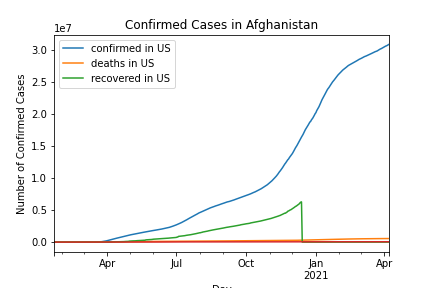 Confirmed Cases in Afghanistan
1e7
confirmed in US
deaths in US
recovered in US
Number of Confirmed Cases
3.0
2.5
2.0
1.5
1.0
0.5
0.0
Apr
Jul
Oct
Jan
2021
Apr